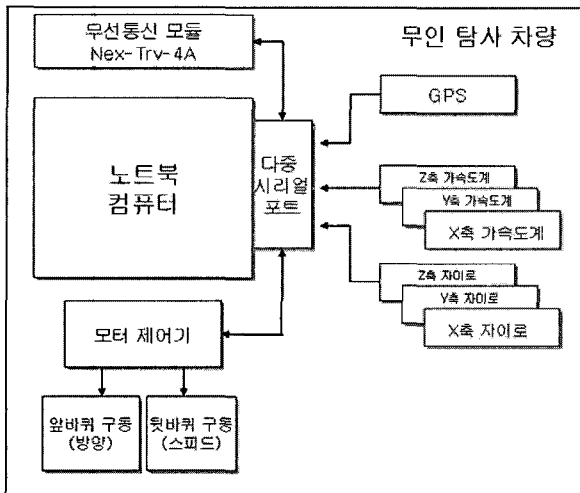 무인 탐사 차량
무선통신 모듈
Nex-Trv-4A
GPS
노트북
컴퓨터
다중
시리얼
포트
Z축 가속도계
Y축 가속도계
X축 가속도계
Z축 자이로
Y축 자이로
X축 자이로
모터 제어기
앞바퀴 구동
(방향)
뒷바퀴 구동
(스피드)